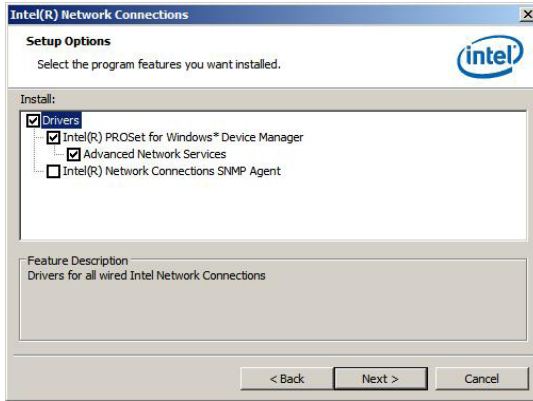 Intel(R) Network Connections
Setup Options
Select the program features you want installed.
intel
Install:
Drivers
Intel(R) PROSet for Windows* Device Manager
Advanced Network Services
Intel(R) Network Connections SNMP Agent
Feature Description
Drivers for all wired Intel Network Connections
< Back
Next >
Cancel